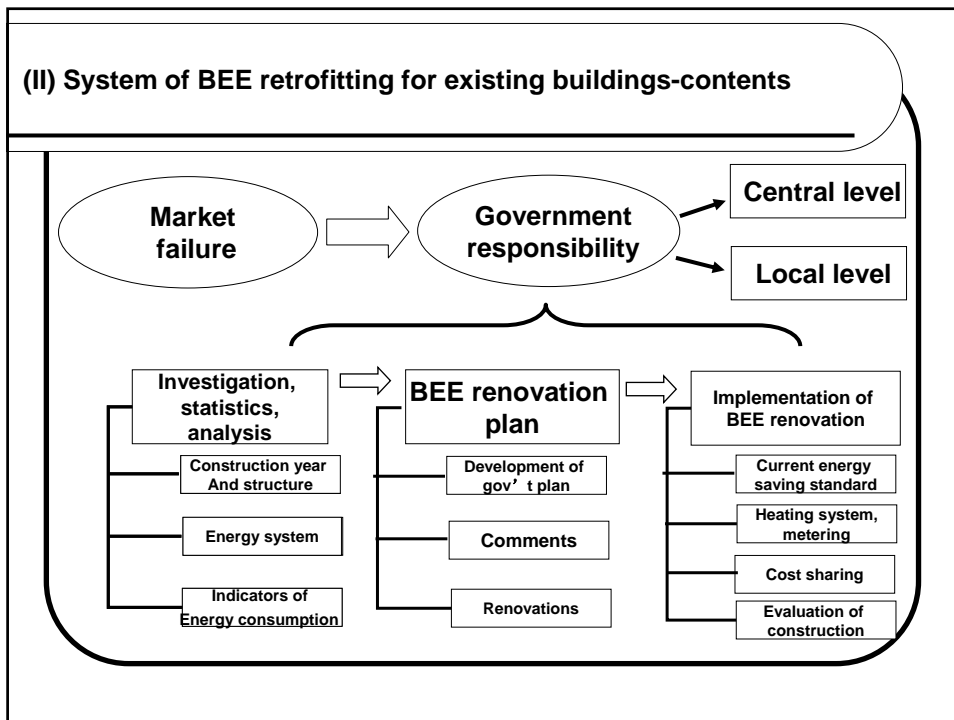 (II) System of BEE retrofitting for existing buildings-contents
Market
failure
Government
responsibility
Central level
Local level
Investigation,
statistics,
analysis
Construction year
And structure
Energy system
Indicators of
Energy consumption
BEE renovation
plan
Development of
gov’ t plan
Comments
Renovations
Implementation of
BEE renovation
Current energy
saving standard
Heating system,
metering
Cost sharing
Evaluation of
construction